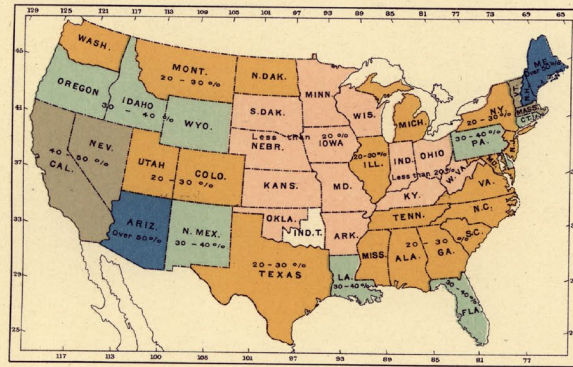 129 125 121 117 113 109 105 101 97 93 89 85 81 77 73 69 65
WASH.
MONT.
20 - 30 %
N. DAK.
MINN.
ME.
Over 50%
OREGON
IDAHO
30 - 40 %
WYO.
S. DAK.
WIS.
MICH.
N.Y.
20 - 30 %
VT.
N.H.
MASS.
30-40%
PA.
Less than 20 %
NEBR.
IOWA
NEV.
40 - 50 %
CAL.
UTAH
COLO.
20 - 30 %
20-30%
ILL.
IND.
OHIO
Less than 20%
W. VA.
N.J.
KANS.
MD.
KY.
VA.
ARIZ.
Over 50%
N. MEX.
30-40%
OKLA.
IND.T.
ARK.
TENN.
N.C.
S.C.
20 - 30 %
MISS.
ALA.
GA.
20-30 %
TEXAS
LA.
30-40%
30-40%
FLA.
45
41
37
33
29
25
117 113 109 105 101 97 93 89 85 81 77